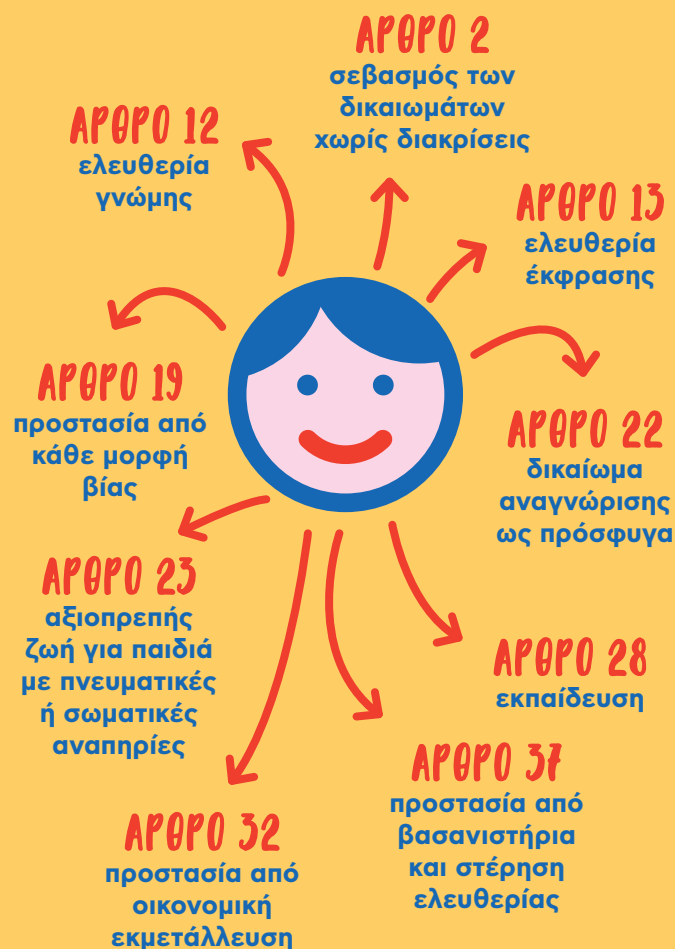 ΑΡΘΡΟ 2
σεβασμός των
δικαιωμάτων
χωρίς διακρίσεις
ΑΡΘΡΟ 12
ελευθερία
γνώμης
ΑΡΘΡΟ 13
ελευθερία
έκφρασης
ΑΡΘΡΟ 19
προστασία από
κάθε μορφή
βίας
ΑΡΘΡΟ 22
δικαίωμα
αναγνώρισης
ως πρόσφυγα
ΑΡΘΡΟ 23
αξιοπρεπής
ζωή για παιδιά
με πνευματικές
ή σωματικές
αναπηρίες
ΑΡΘΡΟ 28
εκπαίδευση
ΑΡΘΡΟ 37
προστασία από
βασανιστήρια
και στέρηση
ελευθερίας
ΑΡΘΡΟ 32
προστασία από
οικονομική
εκμετάλλευση